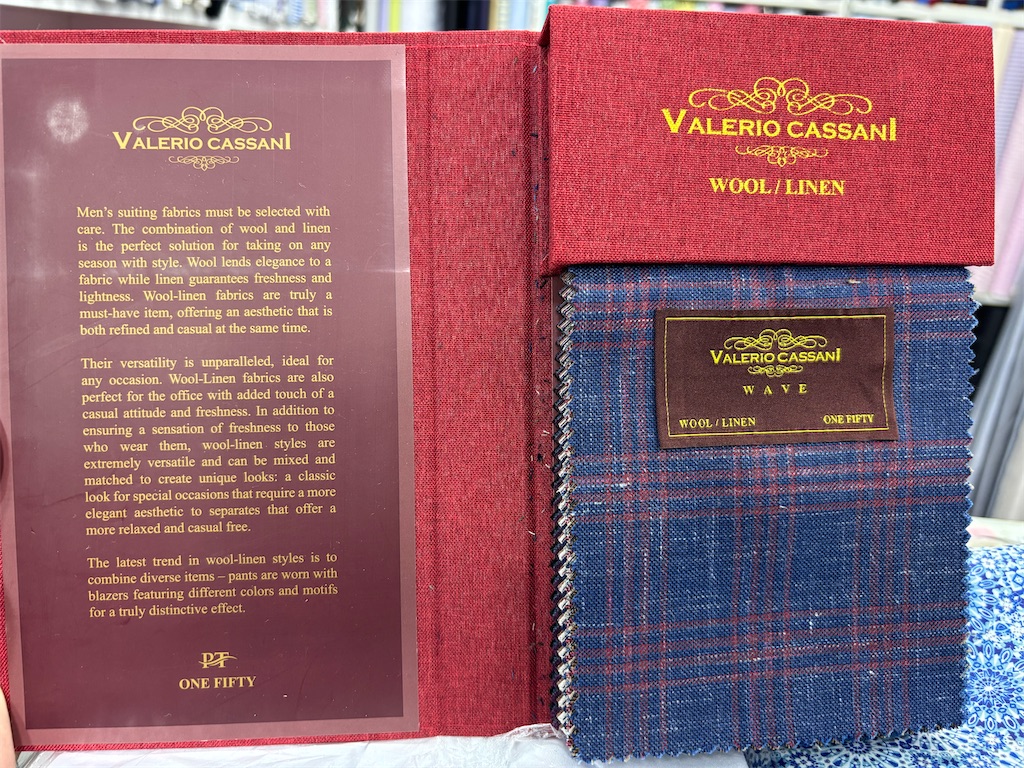 VALERIO CASSANI
Men's suiting fabrics must be selected with
care. The combination of wool and linen
is the perfect solution for taking on any
season with style. Wool lends elegance to a
fabric while linen guarantees freshness and
lightness. Wool-linen fabrics are truly a
must-have item, offering an aesthetic that is
both refined and casual at the same time.
Their versatility is unparalleled, ideal for
any occasion. Wool-Linen fabrics are also
perfect for the office with added touch of a
casual attitude and freshness. In addition to
ensuring a sensation of freshness to those
who wear them, wool-linen styles are
extremely versatile and can be mixed and
matched to create unique looks: a classic
look for special occasions that require a more
elegant aesthetic to separates that offer a
more relaxed and casual free.
The latest trend in wool-linen styles is to
combine diverse items – pants are worn with
blazers featuring different colors and motifs
for a truly distinctive effect.
PT
ONE FIFTY
VALERIO CASSANI
WOOL / LINEN
VALERIO CASSANI
WAVE
WOOL / LINEN ONE FIFTY